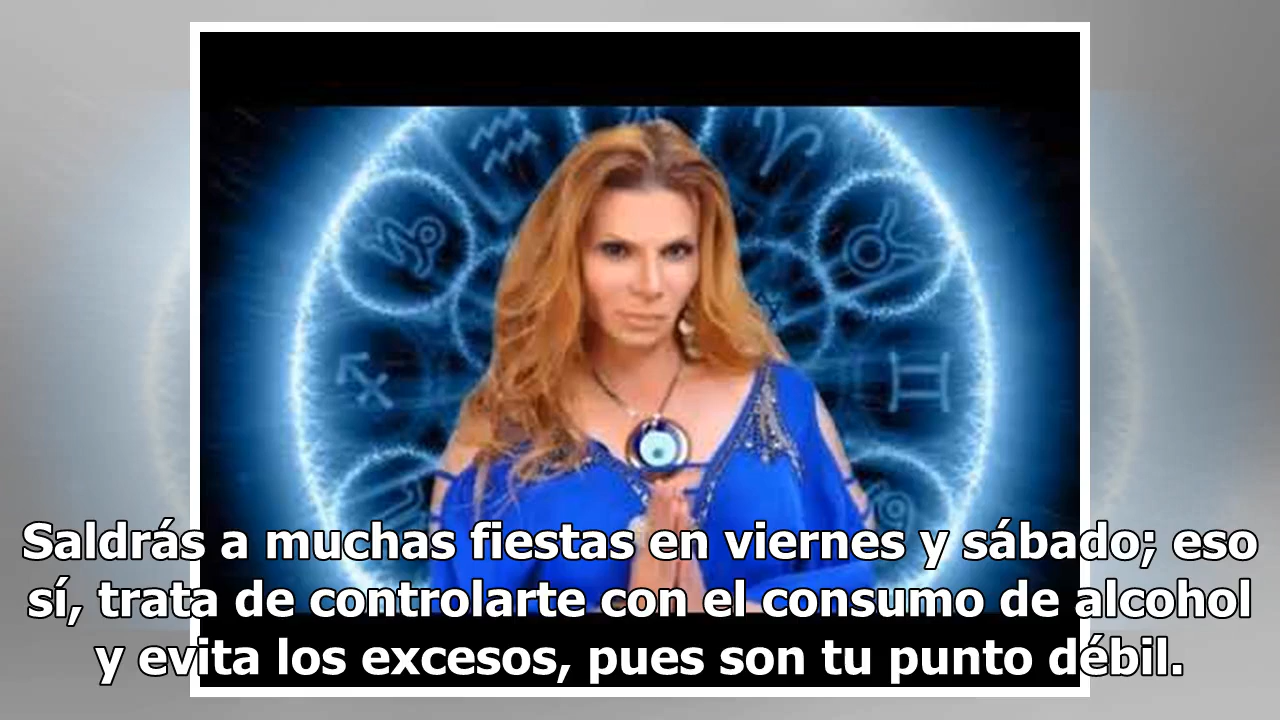 Saldrás a muchas fiestas en viernes y sábado; eso
sí, trata de controlarte con el consumo de alcohol
y evita los excesos, pues son tu punto débil.